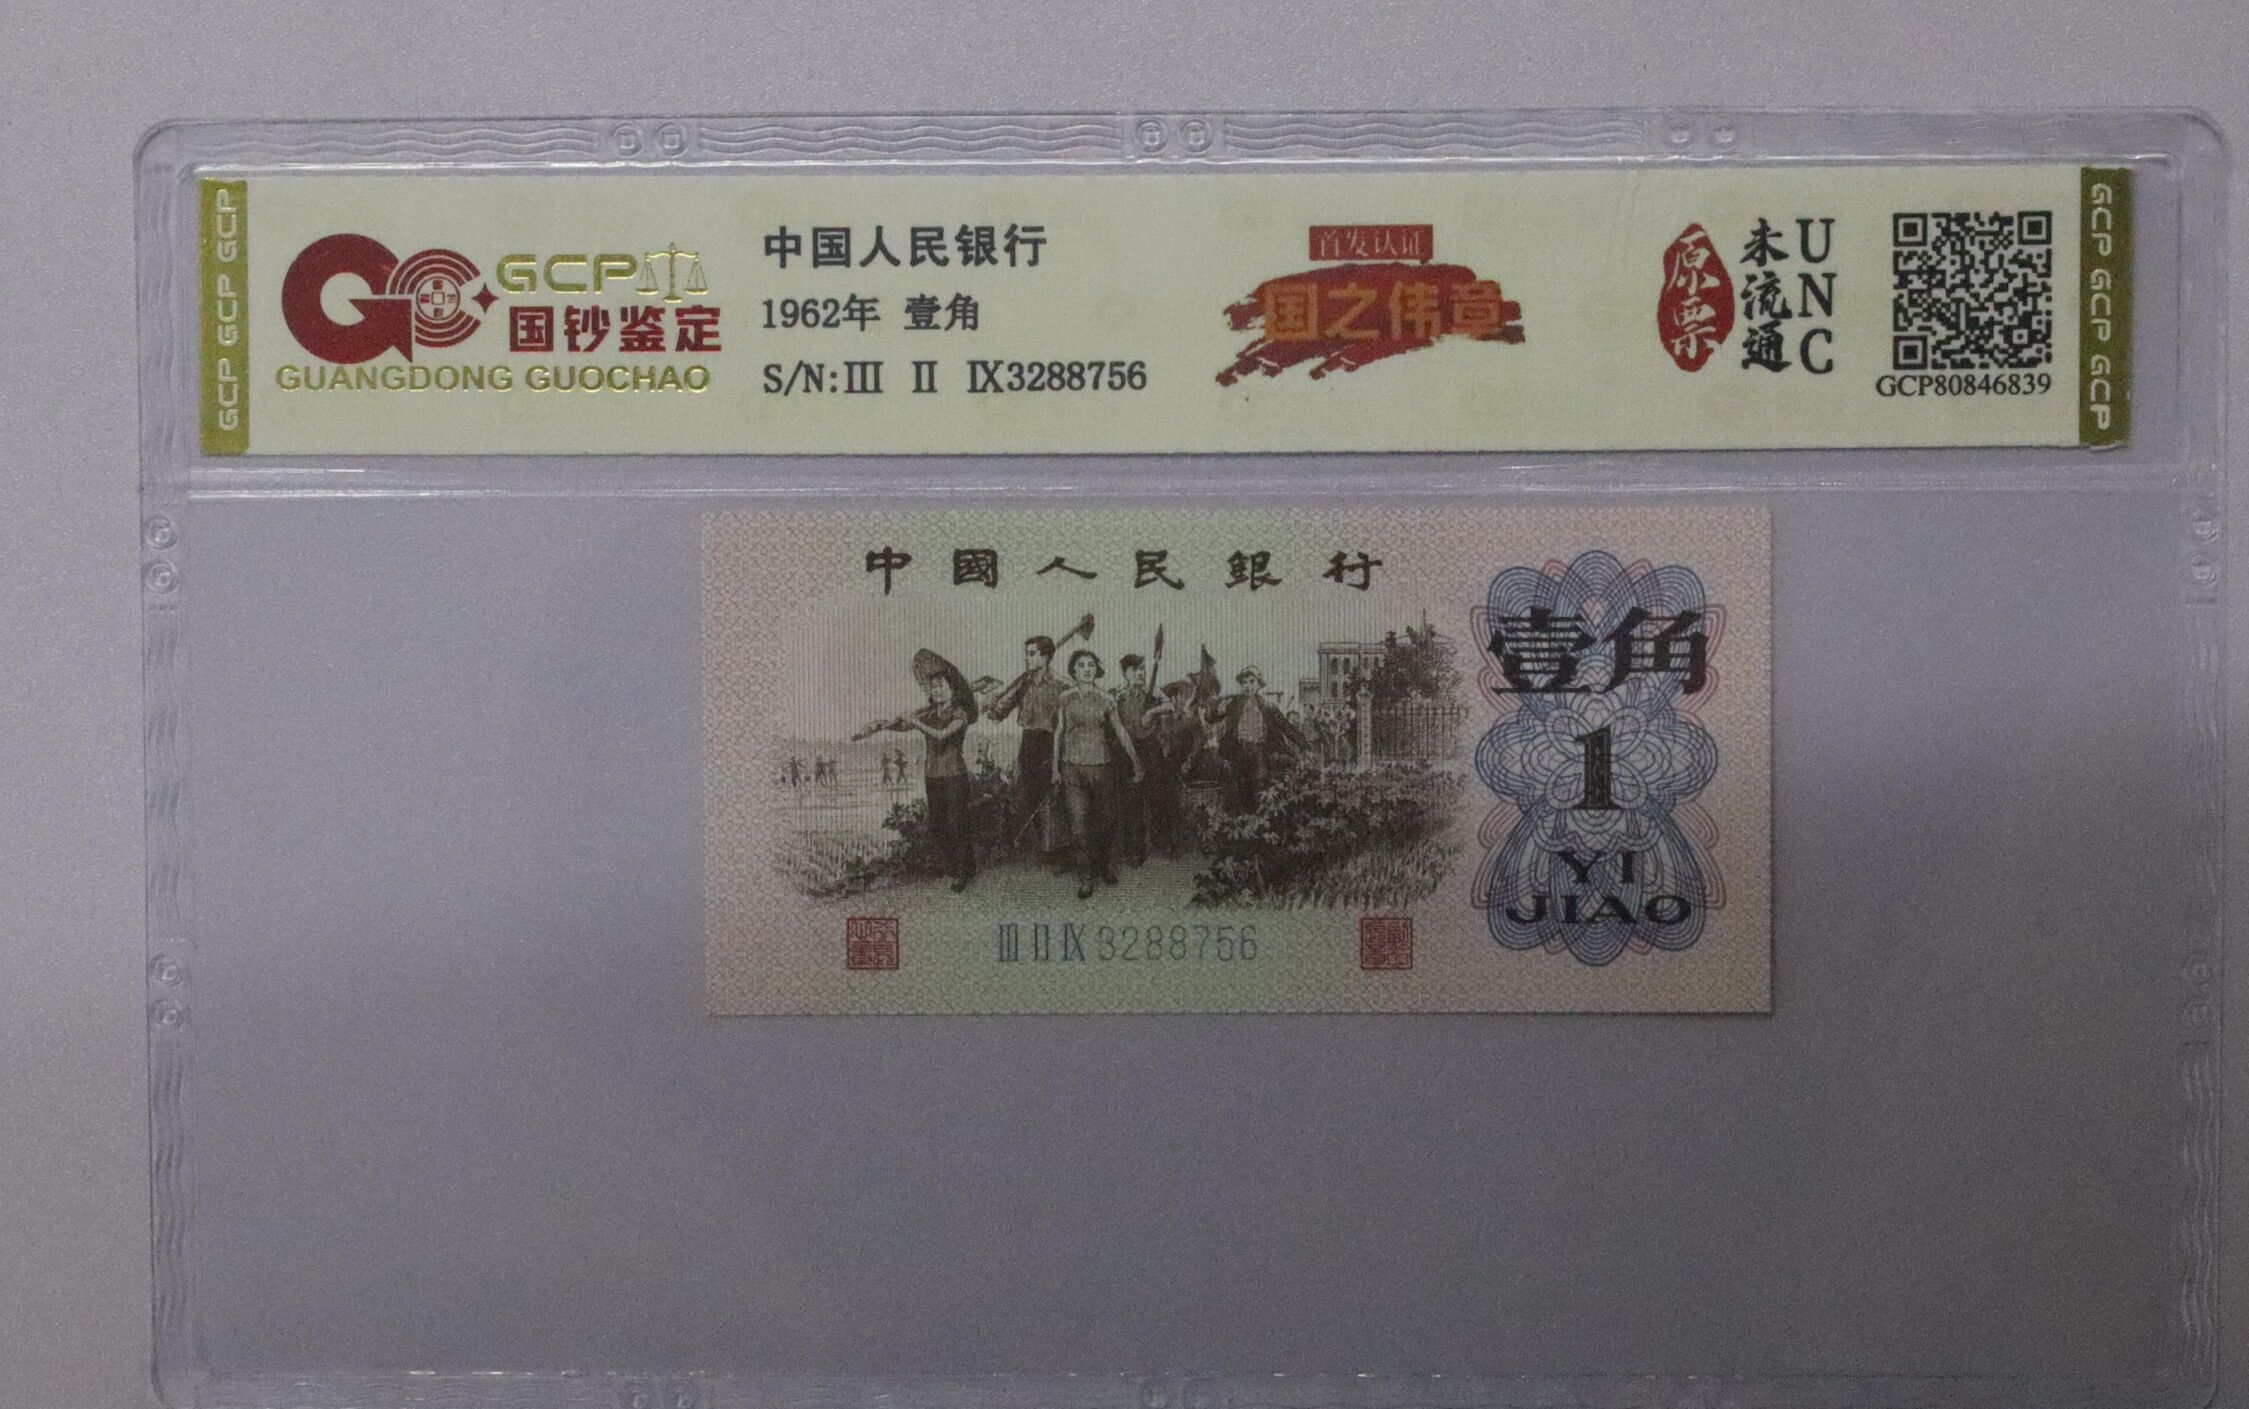 GCP GCP GCP
GCP
国钞鉴定
GUANGDONG GUOCHAO
中国人民银行
1962年 壹角
S/N:Ⅲ Ⅱ Ⅸ3288756
首发认证
国之伟章
原票
未流通
UNC
GCP80846839
GCP GCP GCP
中國人民銀行
壹角
1
YI
JIAO
Ⅲ Ⅱ Ⅸ 3288756